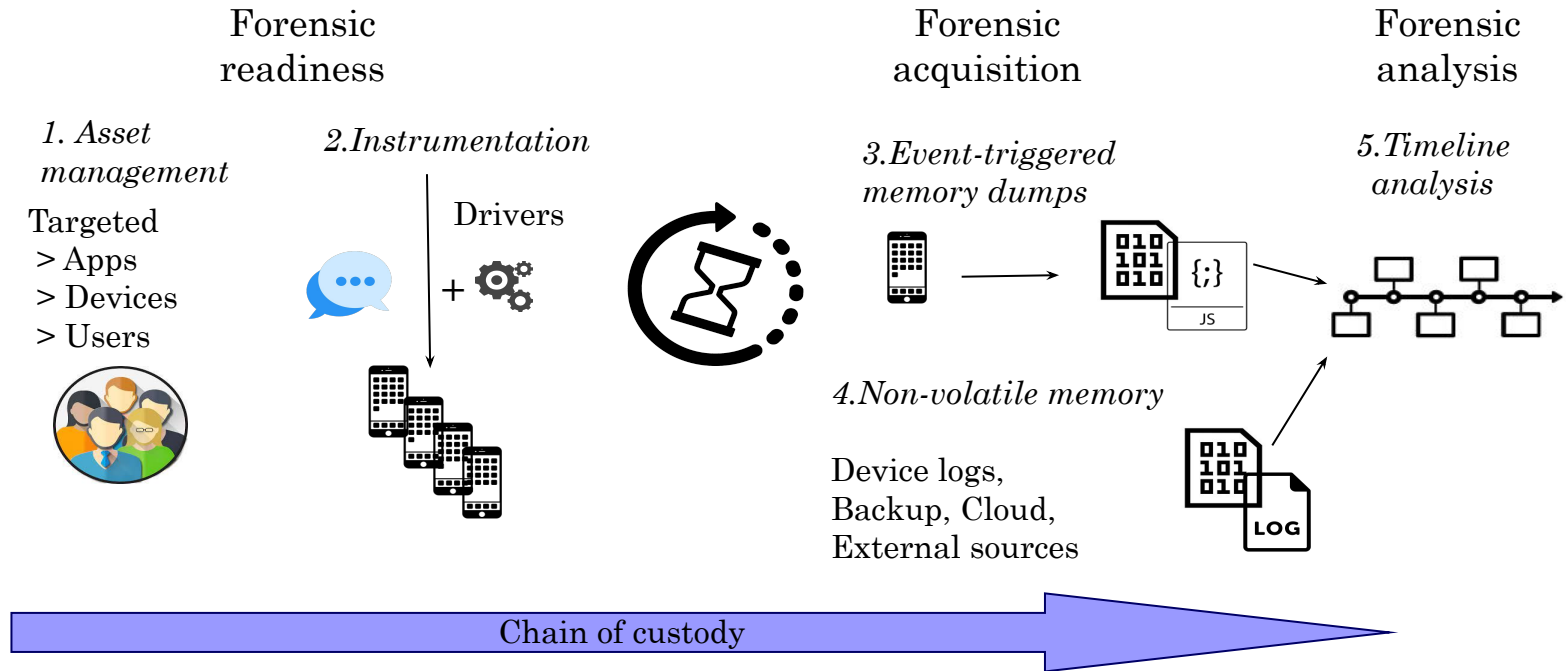 Forensic
readiness
Forensic
acquisition
Forensic
analysis
1. Asset
management
Targeted
> Apps
> Devices
> Users
2.Instrumentation
Drivers
+
3.Event-triggered
memory dumps
010
101
010
{;}
JS
4.Non-volatile memory
Device logs,
Backup, Cloud,
External sources
010
101
010
LOG
5.Timeline
analysis
Chain of custody